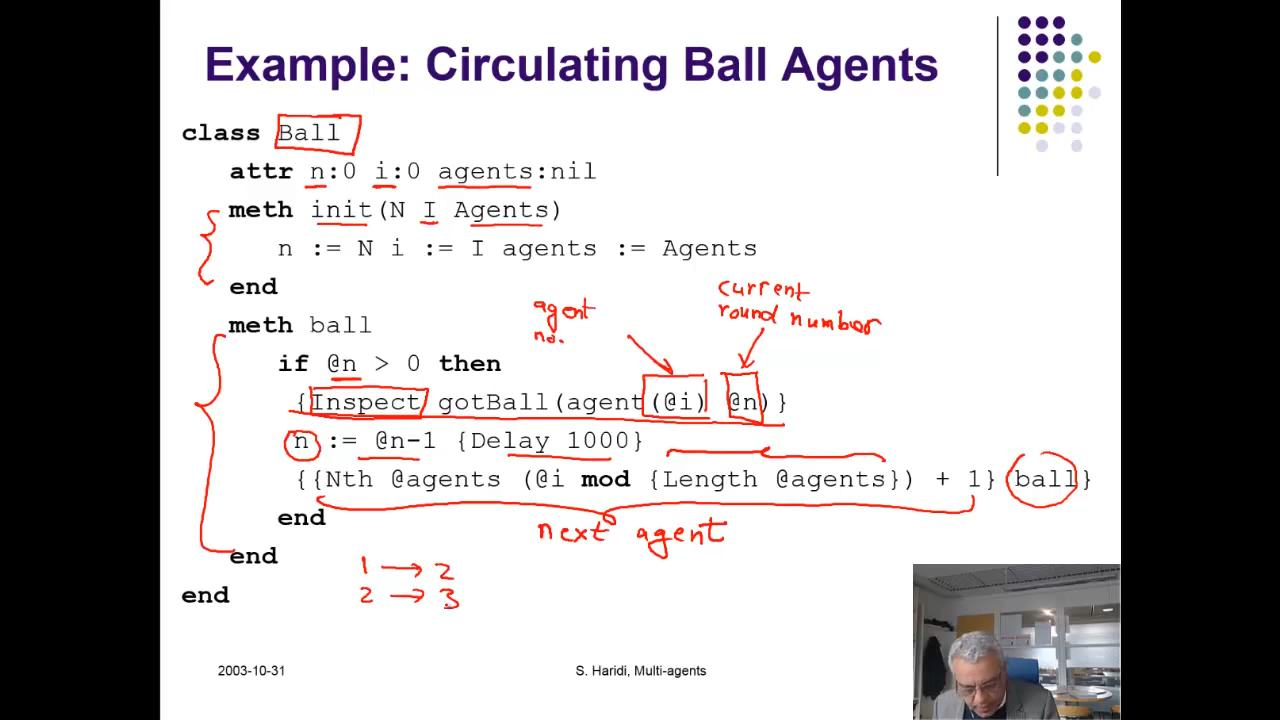 Example: Circulating Ball Agents
class Ball
attr n:0 i:0 agents:nil
meth init(N I Agents)
n := N i := I agents := Agents
end
meth ball
agent
no.
current
round number
if @n > 0 then
{Inspect gotBall(agent(@i) @n)}
n := @n-1 {Delay 1000}
{{Nth @agents (@i mod {Length @agents}) + 1} ball}
end
next agent
end
1 → 2
2 → 3
end
2003-10-31
S. Haridi, Multi-agents